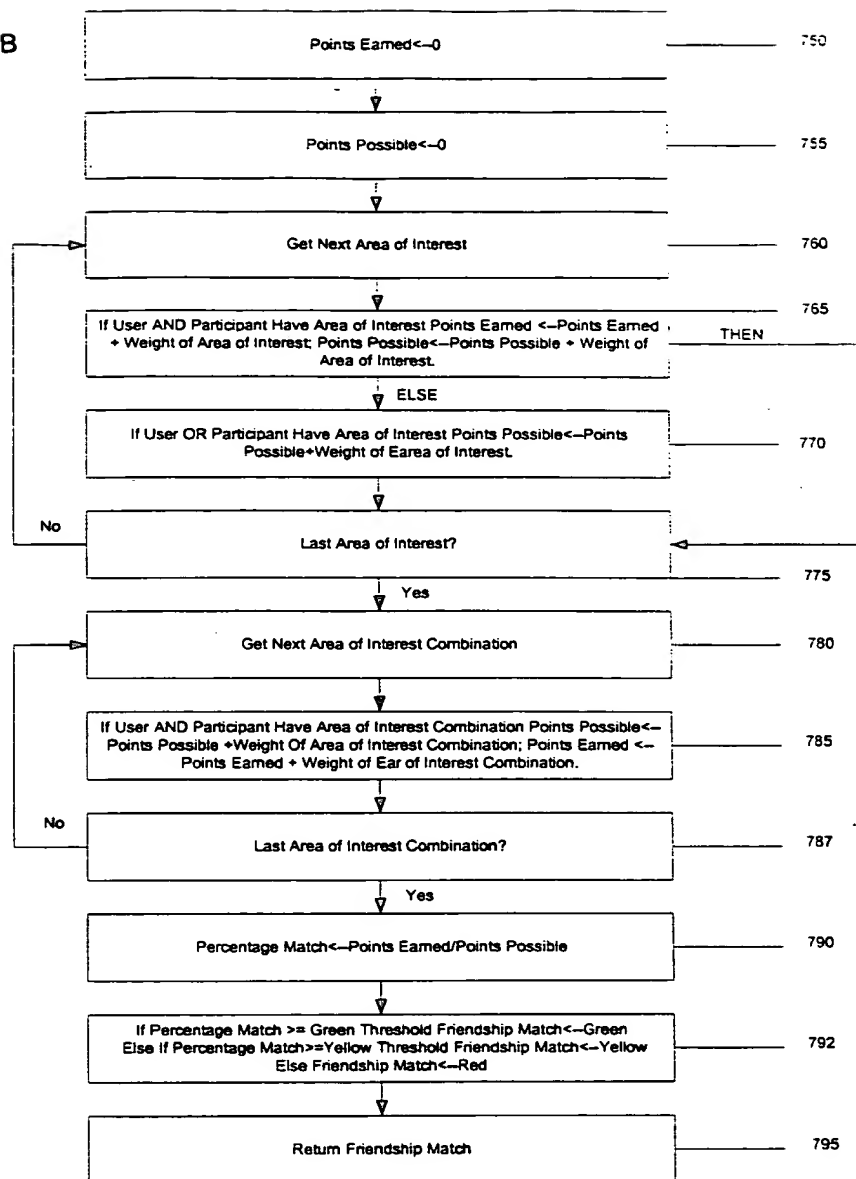 B
Points Earned<--0
750
Points Possible<--0
755
Get Next Area of Interest
760
765
If User AND Participant Have Area of Interest Points Earned <--Points Earned
+ Weight of Area of Interest; Points Possible<--Points Possible + Weight of
Area of Interest.
THEN
ELSE
If User OR Participant Have Area of Interest Points Possible<--Points
Possible+Weight of Earea of Interest.
770
No
Last Area of Interest?
775
Yes
Get Next Area of Interest Combination
780
If User AND Participant Have Area of Interest Combination Points Possible<--
Points Possible +Weight Of Area of Interest Combination; Points Earned <--
Points Earned + Weight of Ear of Interest Combination.
785
No
Last Area of Interest Combination?
787
Yes
Percentage Match<--Points Earned/Points Possible
790
If Percentage Match >= Green Threshold Friendship Match<--Green
Else If Percentage Match>=Yellow Threshold Friendship Match<--Yellow
Else Friendship Match<--Red
792
Return Friendship Match
795